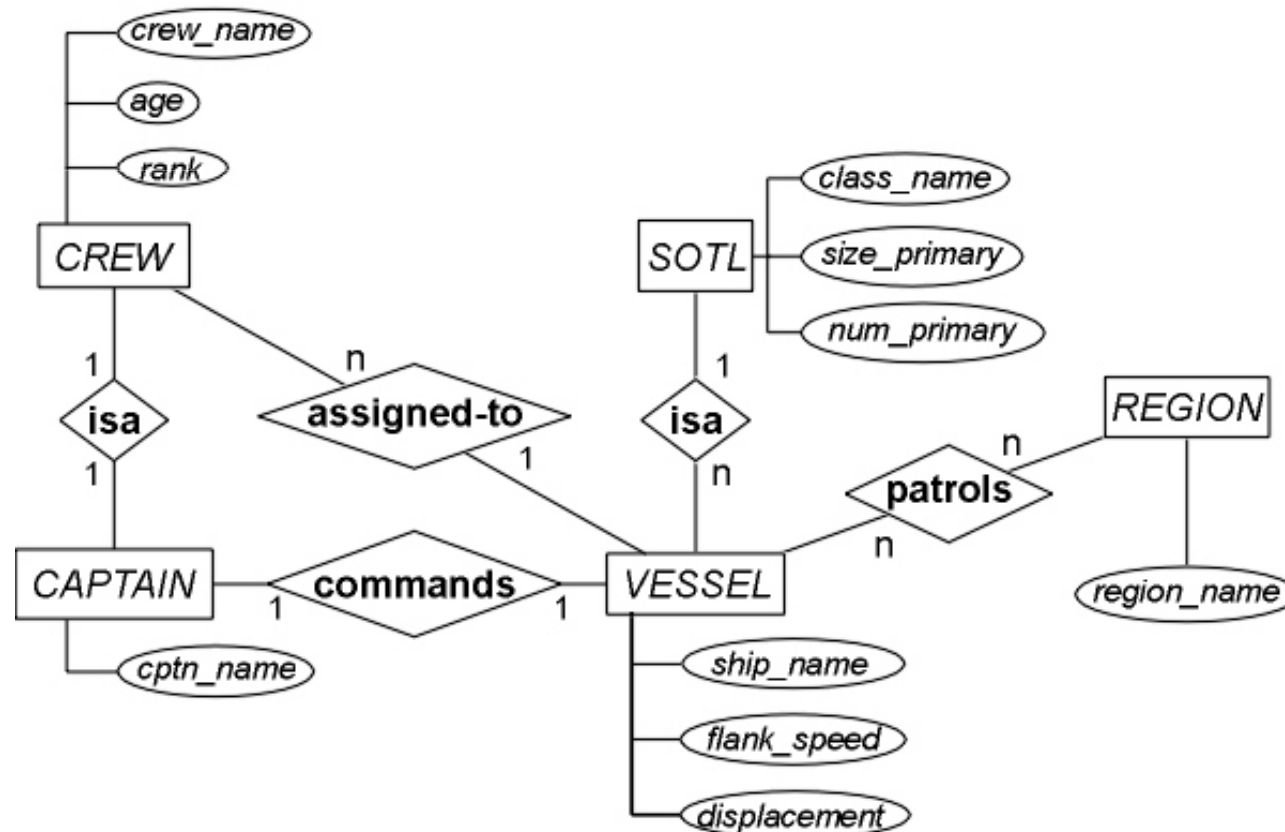 crew_name
age
rank
CREW
class_name
SOTL
size_primary
num_primary
n
1
1
isa
assigned-to
isa
REGION
1
1
n
n
patrols
n
CAPTAIN
commands
VESSEL
1
1
region_name
cptn_name
ship_name
flank_speed
displacement